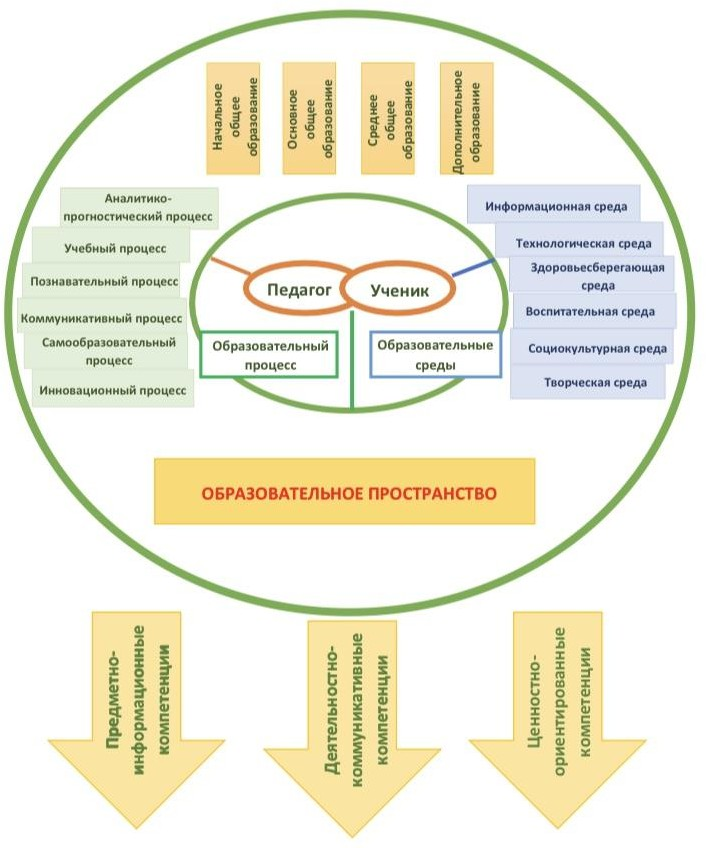 Начальное
общее
образование
Основное
общее
образование
Среднее
общее
образование
Дополнительное
образование
Аналитико-
прогностический процесс
Учебный процесс
Познавательный процесс
Коммуникативный процесс
Самообразовательный
процесс
Инновационный процесс
Педагог
Ученик
Образовательный
процесс
Образовательные
среды
Информационная среда
Технологическая среда
Здоровьесберегающая
среда
Воспитательная среда
Социокультурная среда
Творческая среда
ОБРАЗОВАТЕЛЬНОЕ ПРОСТРАНСТВО
Предметно-
информационные
компетенции
Деятельностно-
коммуникативные
компетенции
Ценностно-
ориентированные
компетенции